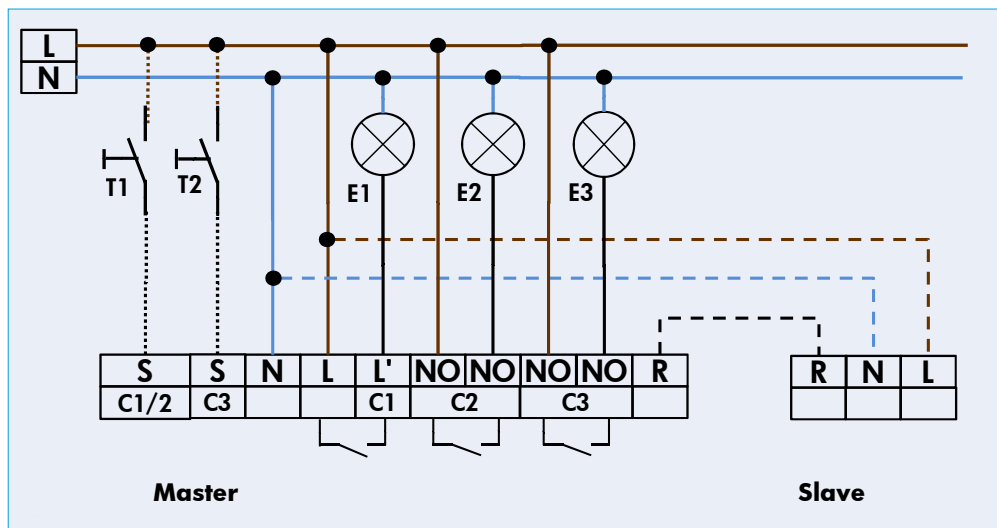 L
N
T1 T2 E1 E2 E3
S S N L L' NO NO NO NO R R N L
C1/2 C3 C1 C2 C3
Master Slave